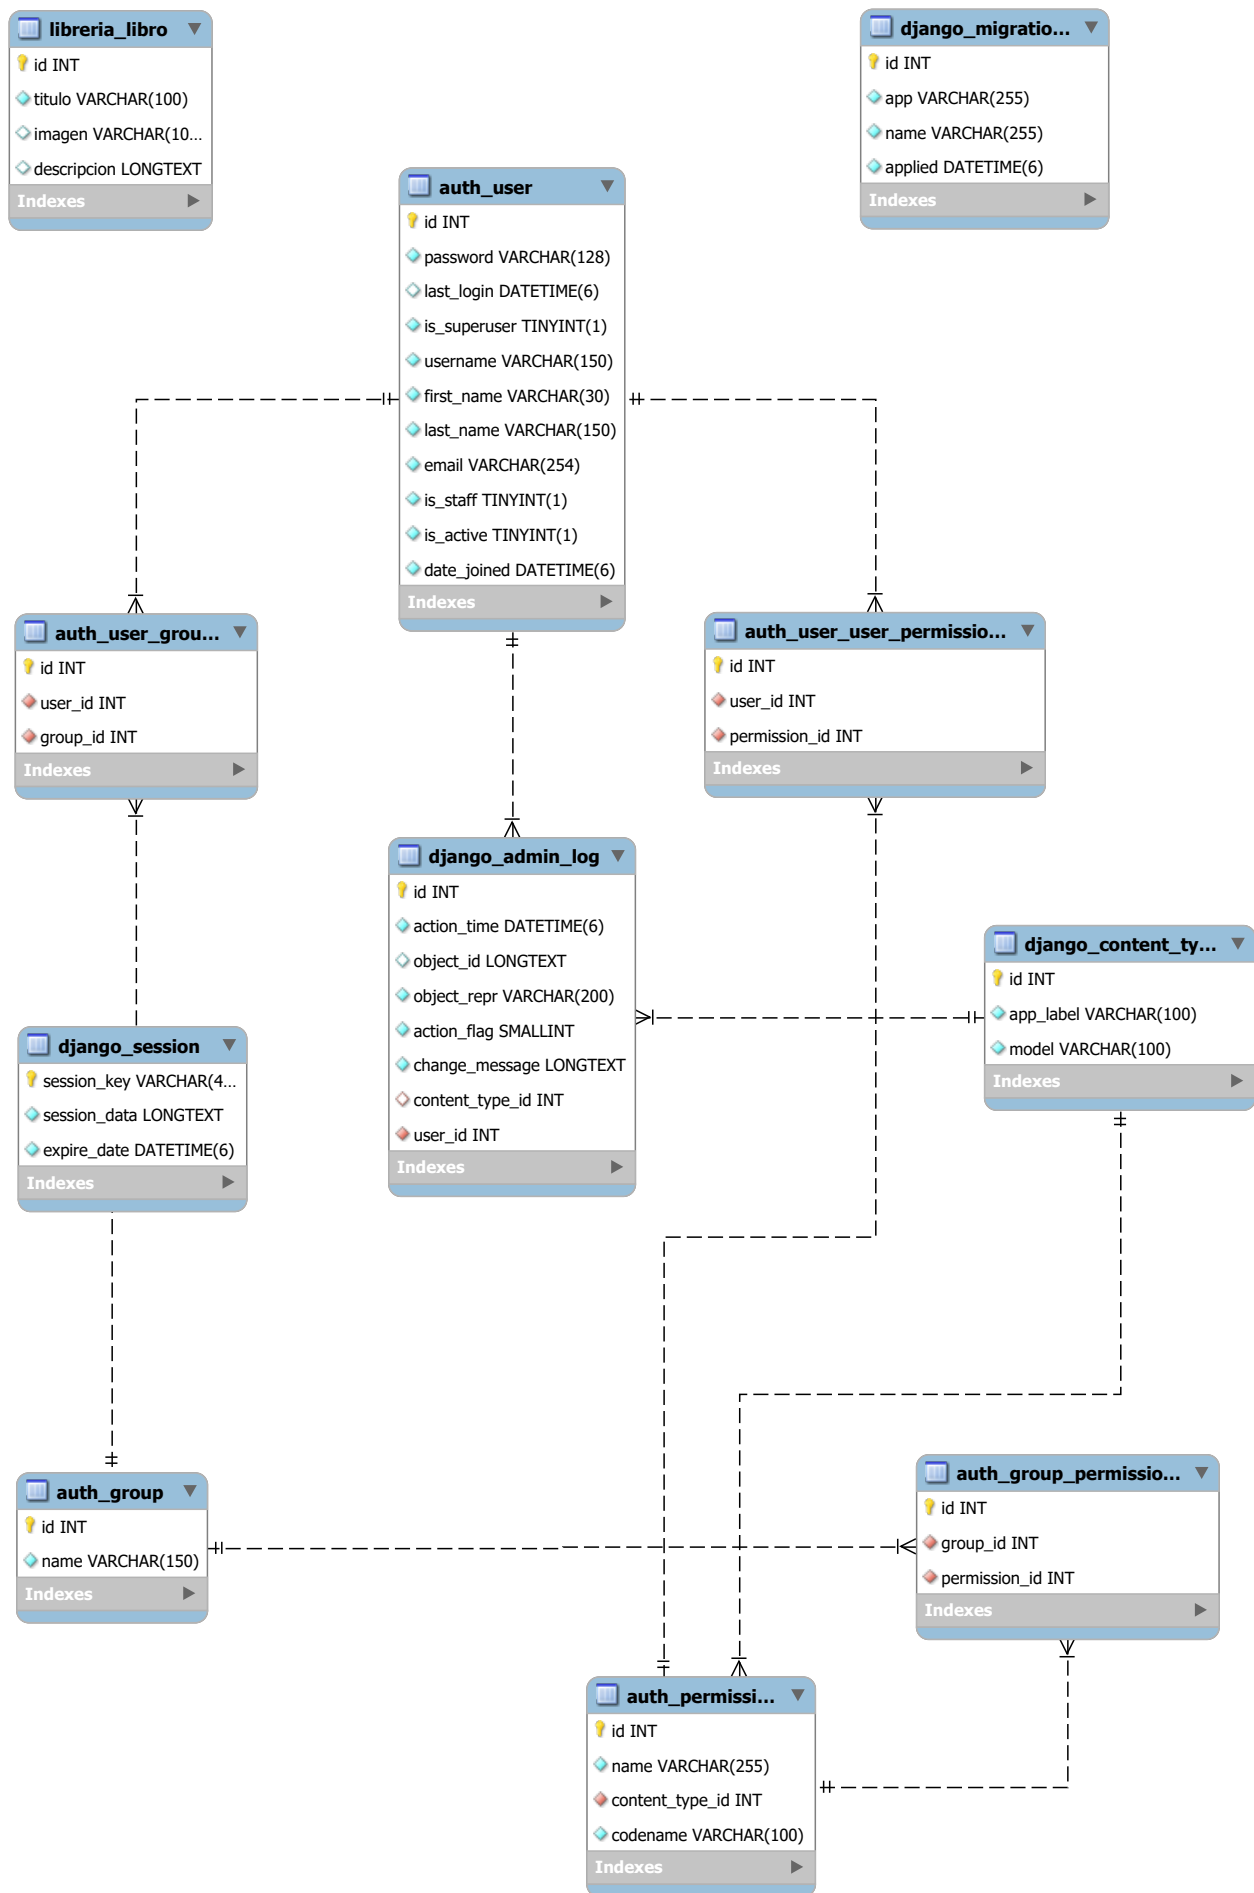 libreria_libro
id INT
titulo VARCHAR(100)
imagen VARCHAR(10...
descripcion LONGTEXT
Indexes
django_migratio...
id INT
app VARCHAR(255)
name VARCHAR(255)
applied DATETIME(6)
Indexes
auth_user
id INT
password VARCHAR(128)
last_login DATETIME(6)
is_superuser TINYINT(1)
username VARCHAR(150)
first_name VARCHAR(30)
last_name VARCHAR(150)
email VARCHAR(254)
is_staff TINYINT(1)
is_active TINYINT(1)
date_joined DATETIME(6)
Indexes
auth_user_grou...
id INT
user_id INT
group_id INT
Indexes
auth_user_user_permissio...
id INT
user_id INT
permission_id INT
Indexes
django_admin_log
id INT
action_time DATETIME(6)
object_id LONGTEXT
object_repr VARCHAR(200)
action_flag SMALLINT
change_message LONGTEXT
content_type_id INT
user_id INT
Indexes
django_content_ty...
id INT
app_label VARCHAR(100)
model VARCHAR(100)
Indexes
django_session
session_key VARCHAR(4...
session_data LONGTEXT
expire_date DATETIME(6)
Indexes
auth_group
id INT
name VARCHAR(150)
Indexes
auth_group_permissio...
id INT
group_id INT
permission_id INT
Indexes
auth_permissi...
id INT
name VARCHAR(255)
content_type_id INT
codename VARCHAR(100)
Indexes